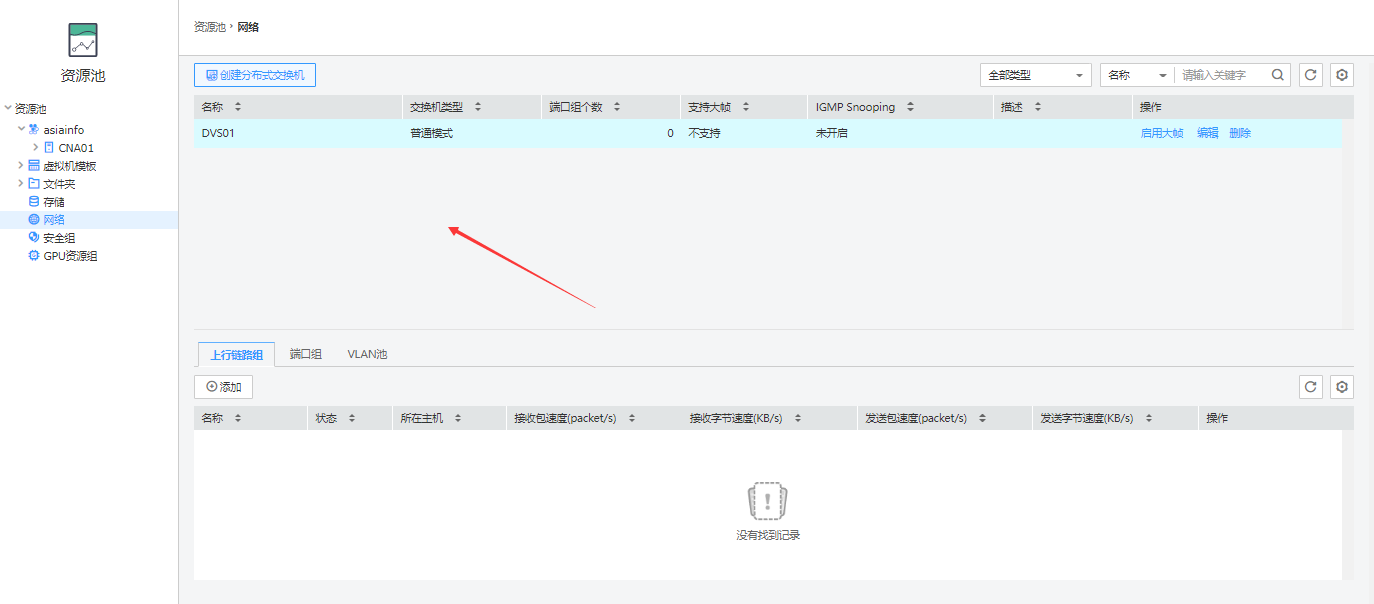 资源池 › 网络
资源池
资源池
asiainfo
CNA01
虚拟机模板
文件夹
存储
网络
安全组
GPU资源组
创建分布式交换机 全部类型 名称 请输入关键字
名称 交换机类型 端口组个数 支持大帧 IGMP Snooping 描述 操作
DVS01 普通模式 0 不支持 未开启 启用大帧 编辑 删除
上行链路组 端口组 VLAN池
添加
名称 状态 所在主机 接收包速度(packet/s) 接收字节速度(KB/s) 发送包速度(packet/s) 发送字节速度(KB/s) 操作
没有找到记录